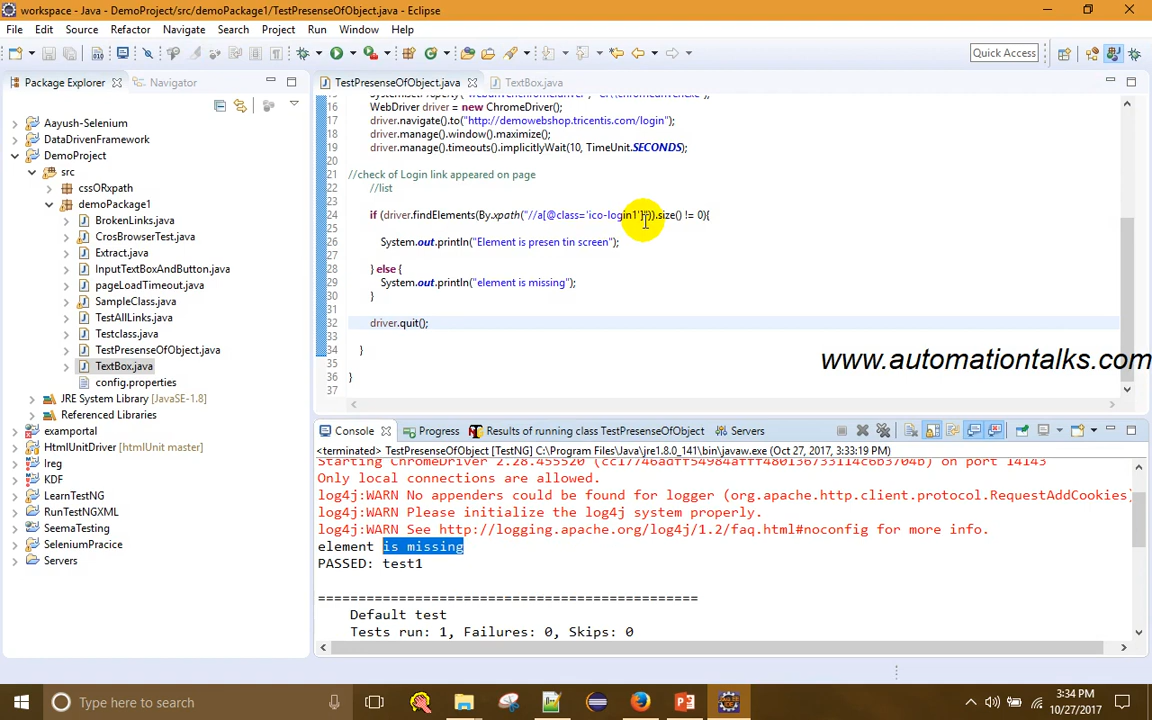 workspace - Java - DemoProject/src/demoPackage1/TestPresenseOfObject.java - Eclipse
File Edit Source Refactor Navigate Search Project Run Window Help
Quick Access
Package Explorer Navigator
Aayush-Selenium
DataDrivenFramework
DemoProject
src
cssORxpath
demoPackage1
BrokenLinks.java
CrosBrowserTest.java
Extract.java
InputTextBoxAndButton.java
pageLoadTimeout.java
SampleClass.java
TestAllLinks.java
Testclass.java
TestPresenseOfObject.java
TextBox.java
config.properties
JRE System Library [JavaSE-1.8]
Referenced Libraries
examportal
HtmlUnitDriver [htmlUnit master]
Ireg
KDF
LearnTestNG
RunTestNGXML
SeemaTesting
SeleniumPractice
Servers
TestPresenseOfObject.java TextBox.java
16 WebDriver driver = new ChromeDriver();
17 driver.navigate().to("http://demowebshop.tricentis.com/login");
18 driver.manage().window().maximize();
19 driver.manage().timeouts().implicitlyWait(10, TimeUnit.SECONDS);
20
21 //check of Login link appeared on page
22 //list
23
24 if (driver.findElements(By.xpath("//a[@class='ico-login1']")).size() != 0){
25
26 System.out.println("Element is presen tin screen");
27
28 } else {
29 System.out.println("element is missing");
30 }
31
32 driver.quit();
33
34 }
35
36 }
37
www.automationtalks.com
Console Progress Results of running class TestPresenseOfObject Servers
<terminated> TestPresenseOfObject [TestNG] C:\Program Files\Java\jre1.8.0_141\bin\javaw.exe (Oct 27, 2017, 3:33:19 PM)
Starting ChromeDriver 2.28.455520 on port 14143
Only local connections are allowed.
log4j:WARN No appenders could be found for logger (org.apache.http.client.protocol.RequestAddCookies)
log4j:WARN Please initialize the log4j system properly.
log4j:WARN See http://logging.apache.org/log4j/1.2/faq.html#noconfig for more info.
element is missing
PASSED: test1
===============================================
Default test
Tests run: 1, Failures: 0, Skips: 0
Type here to search
3:34 PM
10/27/2017